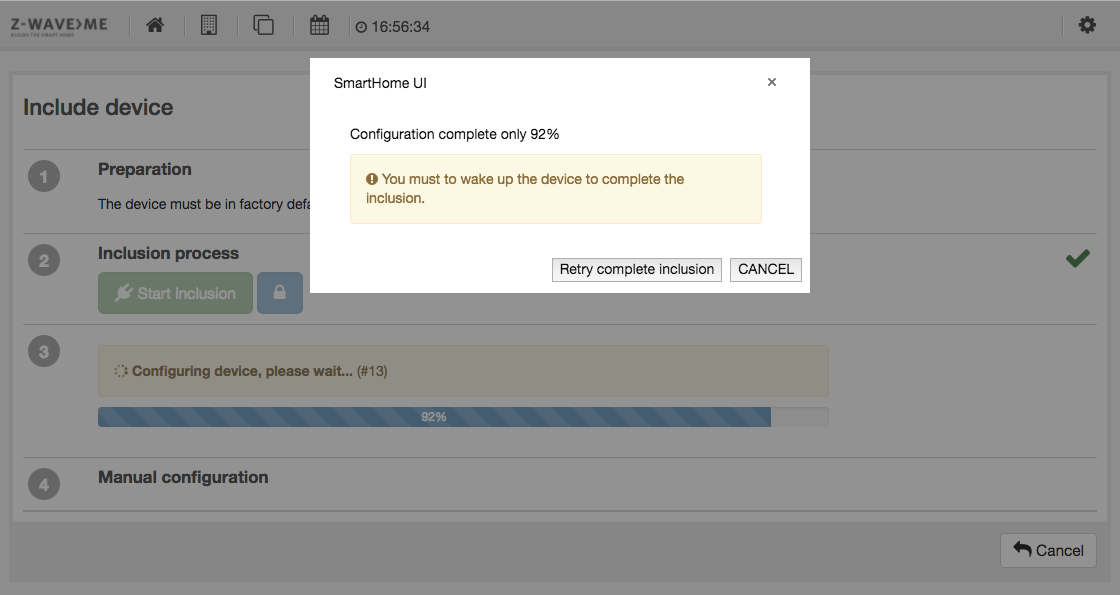 Z-WAVE>ME
BUILDS THE SMART HOME
16:56:34
SmartHome UI
×
Configuration complete only 92%
You must to wake up the device to complete the
inclusion.
Retry complete inclusion
CANCEL
Include device
1
Preparation
The device must be in factory defa
2
Inclusion process
Start inclusion
3
Configuring device, please wait... (#13)
92%
4
Manual configuration
Cancel